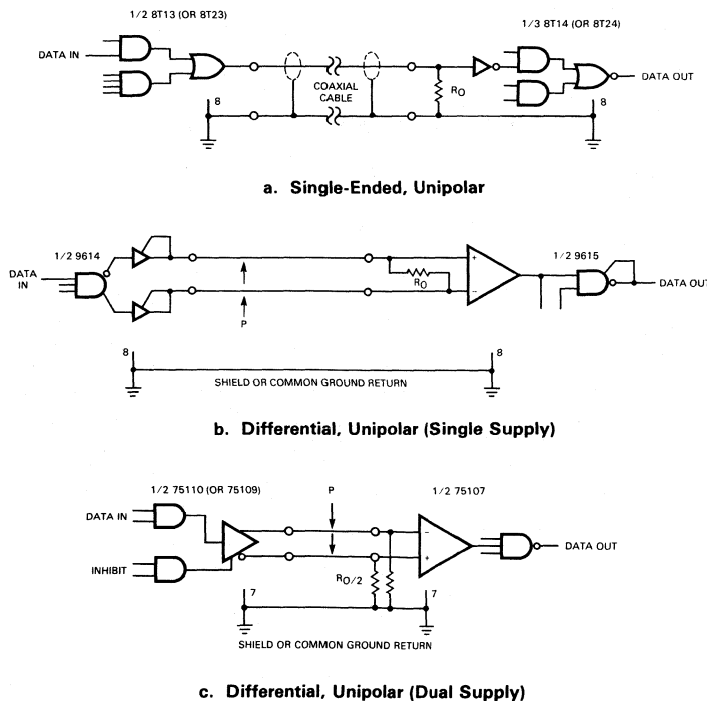 1/2 8T13 (OR 8T23)
1/3 8T14 (OR 8T24)
DATA IN
COAXIAL
CABLE
RO
DATA OUT
8
8
a. Single-Ended, Unipolar
1/2 9614
1/2 9615
DATA
IN
+
RO
-
DATA OUT
P
8
8
SHIELD OR COMMON GROUND RETURN
b. Differential, Unipolar (Single Supply)
1/2 75110 (OR 75109)
P
1/2 75107
DATA IN
-
+
DATA OUT
INHIBIT
RO/2
7
7
SHIELD OR COMMON GROUND RETURN
c. Differential, Unipolar (Dual Supply)